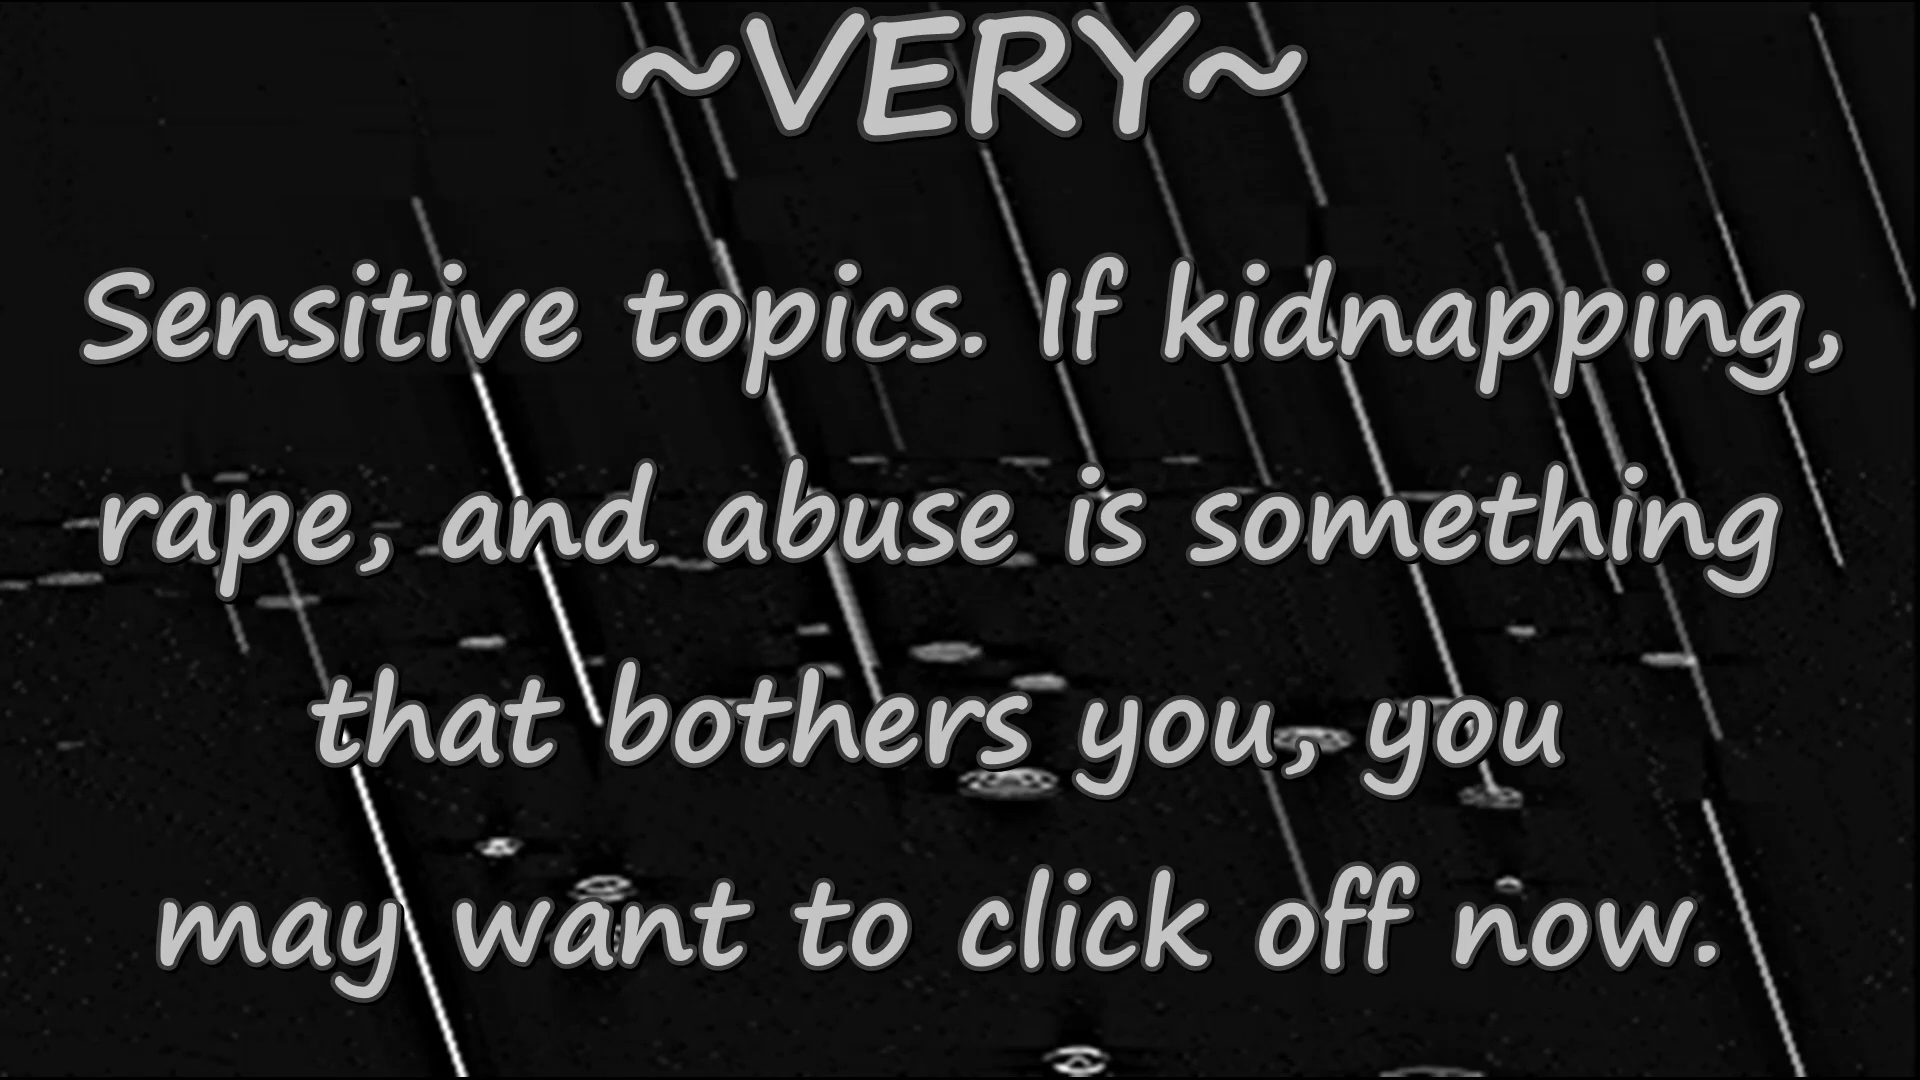 ~VERY~
Sensitive topics. If kidnapping,
rape, and abuse is something
that bothers you, you
may want to click off now.